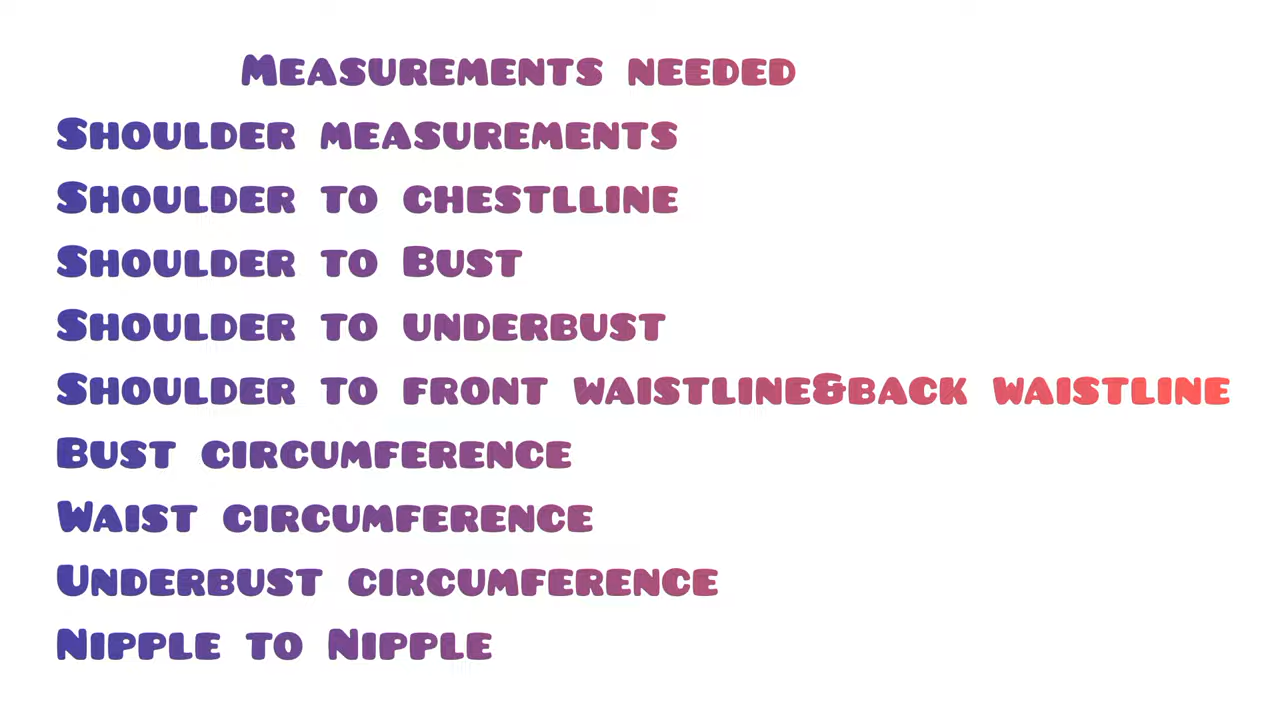 Measurements needed
Shoulder measurements
Shoulder to chestlline
Shoulder to Bust
Shoulder to underbust
Shoulder to front waistline&back waistline
Bust circumference
Waist circumference
Underbust circumference
Nipple to Nipple